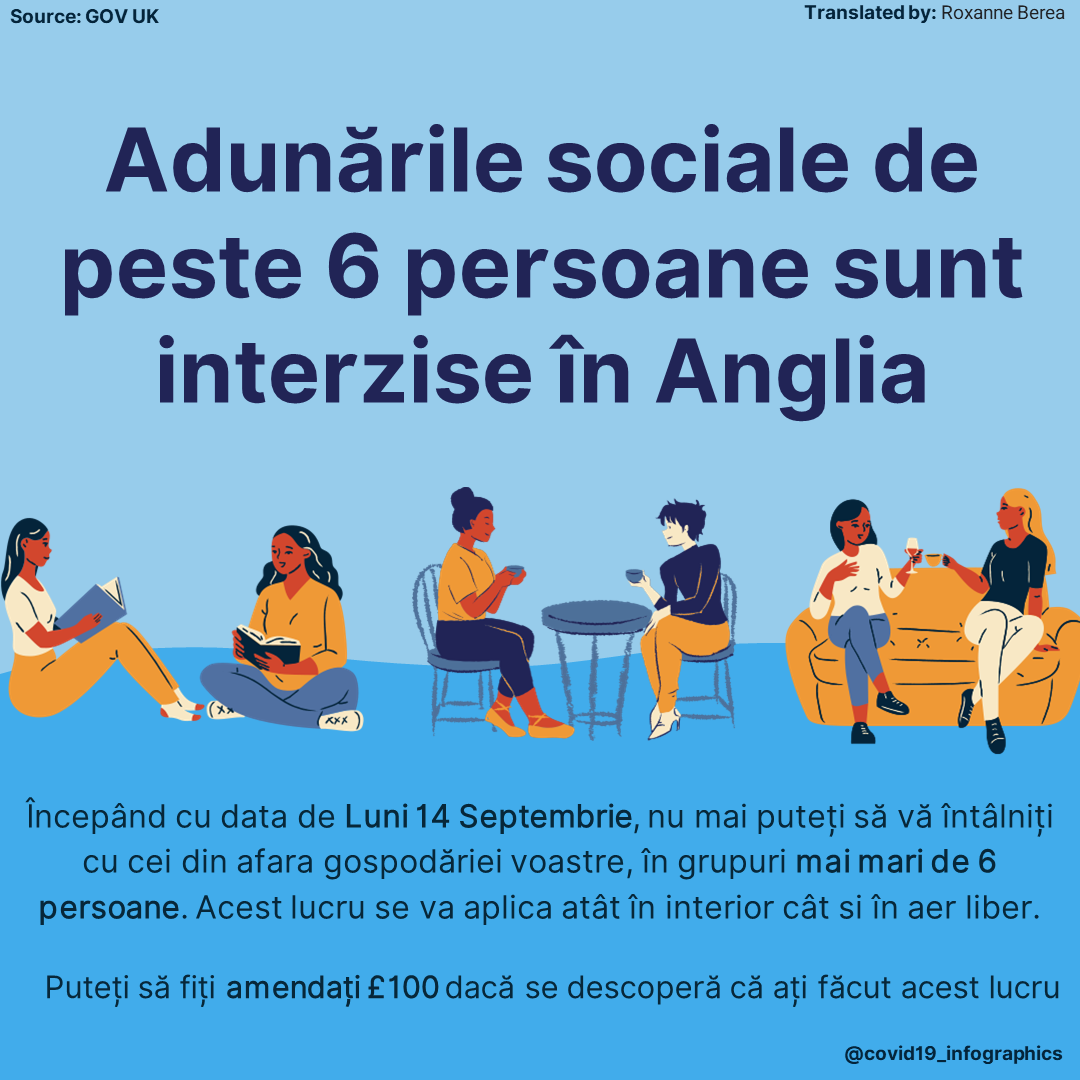 Source: GOV UK
Translated by: Roxanne Berea
Adunările sociale de
peste 6 persoane sunt
interzise în Anglia
Începând cu data de Luni 14 Septembrie, nu mai puteți să vă întâlniți
cu cei din afara gospodăriei voastre, în grupuri mai mari de 6
persoane. Acest lucru se va aplica atât în interior cât si în aer liber.
Puteți să fiți amendați £100 dacă se descoperă că ați făcut acest lucru
@covid19_infographics